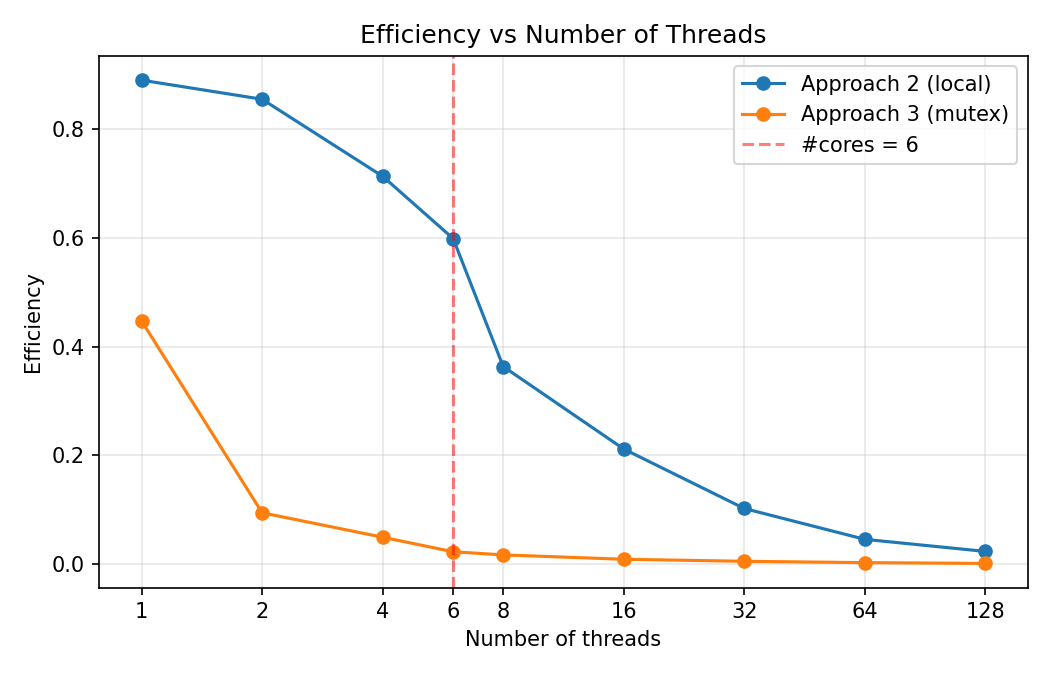 Efficiency vs Number of Threads
Approach 2 (local)
Approach 3 (mutex)
#cores = 6
Efficiency
0.8
0.6
0.4
0.2
0.0
1 2 4 6 8 16 32 64 128
Number of threads